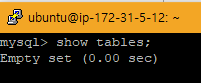 ubuntu@ip-172-31-5-12: ~
mysql> show tables;
Empty set (0.00 sec)